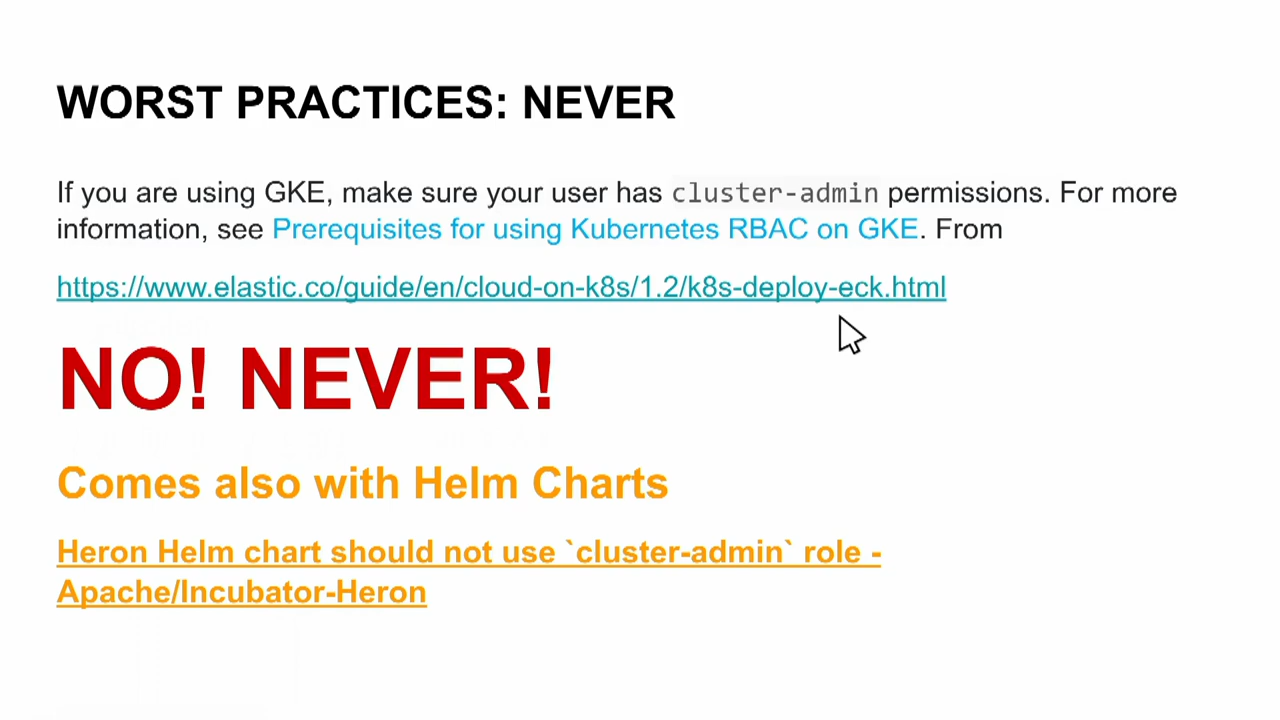 WORST PRACTICES: NEVER
If you are using GKE, make sure your user has cluster-admin permissions. For more
information, see Prerequisites for using Kubernetes RBAC on GKE. From
https://www.elastic.co/guide/en/cloud-on-k8s/1.2/k8s-deploy-eck.html
NO! NEVER!
Comes also with Helm Charts
Heron Helm chart should not use `cluster-admin` role -
Apache/Incubator-Heron